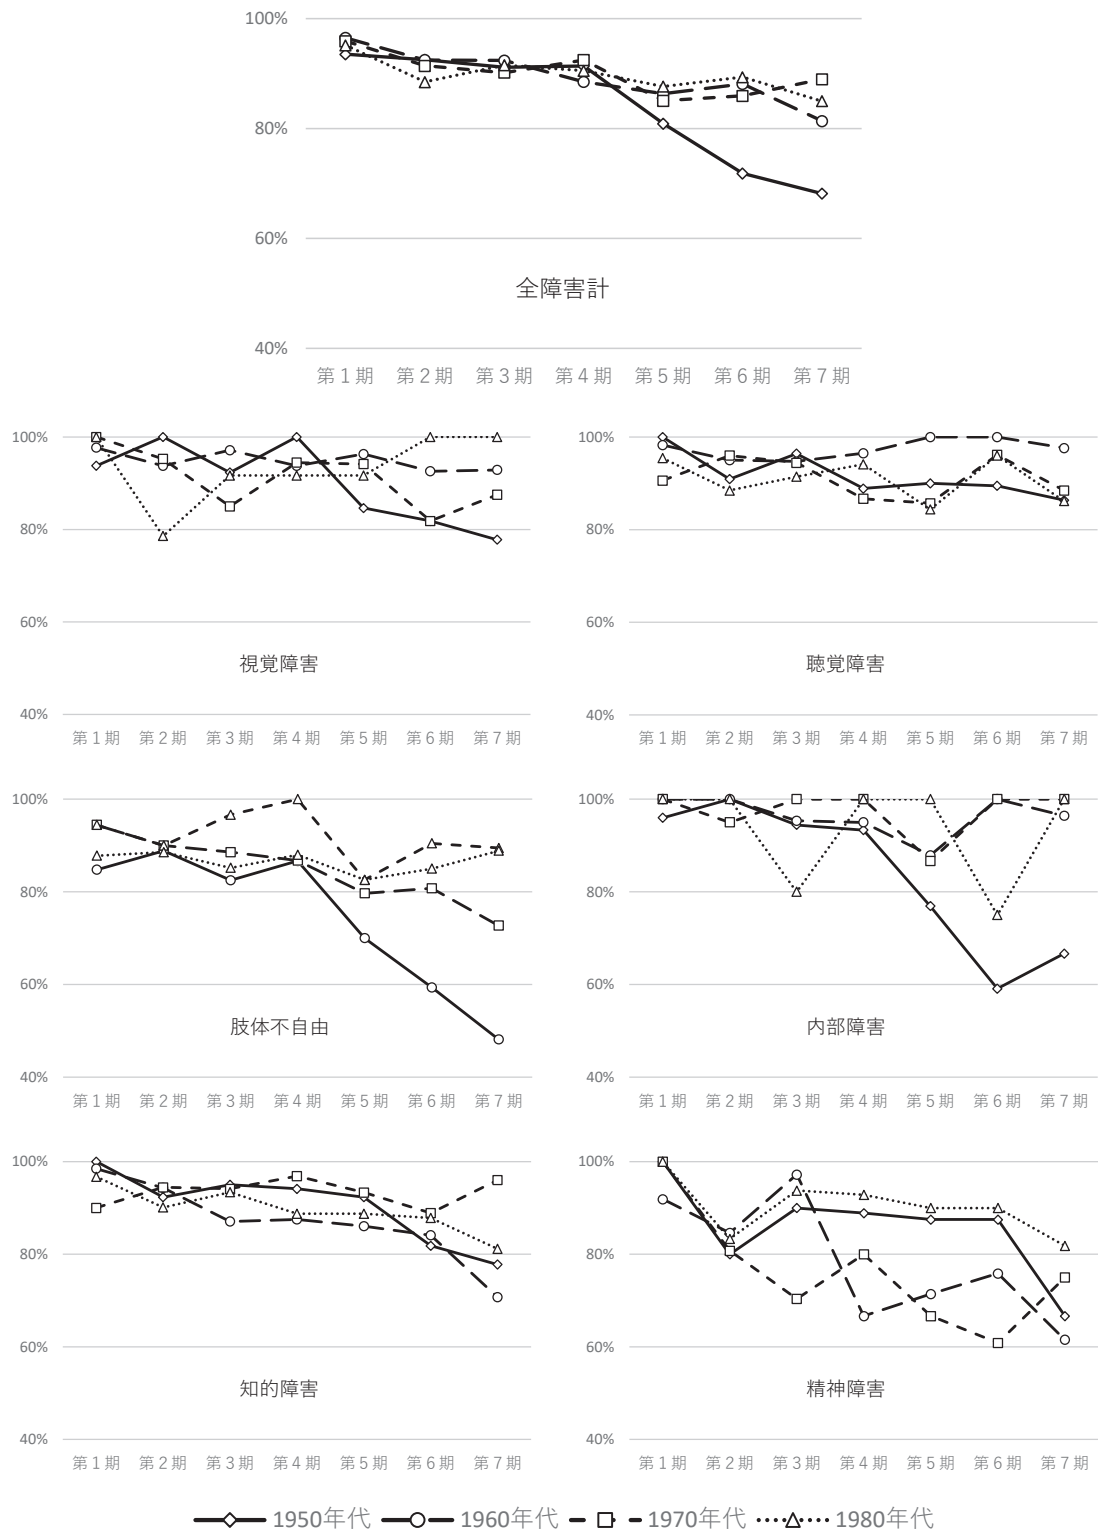 100%
80%
60%
全障害計
40%
第1期 第2期 第3期 第4期 第5期 第6期 第7期
100%
80%
60%
視覚障害
40%
第1期 第2期 第3期 第4期 第5期 第6期 第7期
100%
80%
60%
聴覚障害
40%
第1期 第2期 第3期 第4期 第5期 第6期 第7期
100%
80%
60%
肢体不自由
40%
第1期 第2期 第3期 第4期 第5期 第6期 第7期
100%
80%
60%
内部障害
40%
第1期 第2期 第3期 第4期 第5期 第6期 第7期
100%
80%
60%
知的障害
40%
第1期 第2期 第3期 第4期 第5期 第6期 第7期
100%
80%
60%
精神障害
40%
第1期 第2期 第3期 第4期 第5期 第6期 第7期
1950年代 1960年代 1970年代 1980年代